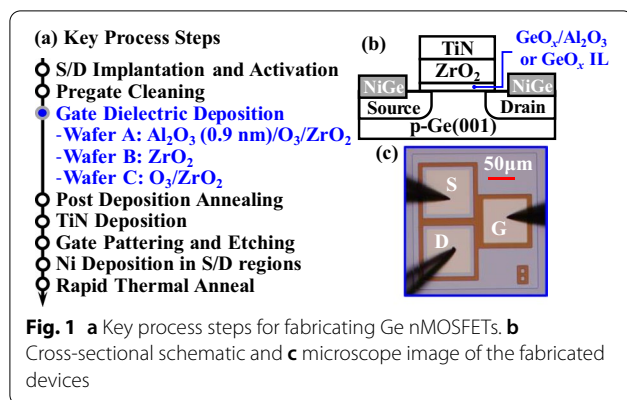 (a) Key Process Steps
S/D Implantation and Activation
Pregate Cleaning
Gate Dielectric Deposition
-Wafer A: Al₂O₃ (0.9 nm)/O₃/ZrO₂
-Wafer B: ZrO₂
-Wafer C: O₃/ZrO₂
Post Deposition Annealing
TiN Deposition
Gate Pattering and Etching
Ni Deposition in S/D regions
Rapid Thermal Anneal
(b)
GeOₓ/Al₂O₃
or GeOₓ IL
TiN
ZrO₂
NiGe
NiGe
Source
Drain
p-Ge(001)
(c)
50μm
S
G
D
Fig. 1 a Key process steps for fabricating Ge nMOSFETs. b
Cross-sectional schematic and c microscope image of the fabricated
devices